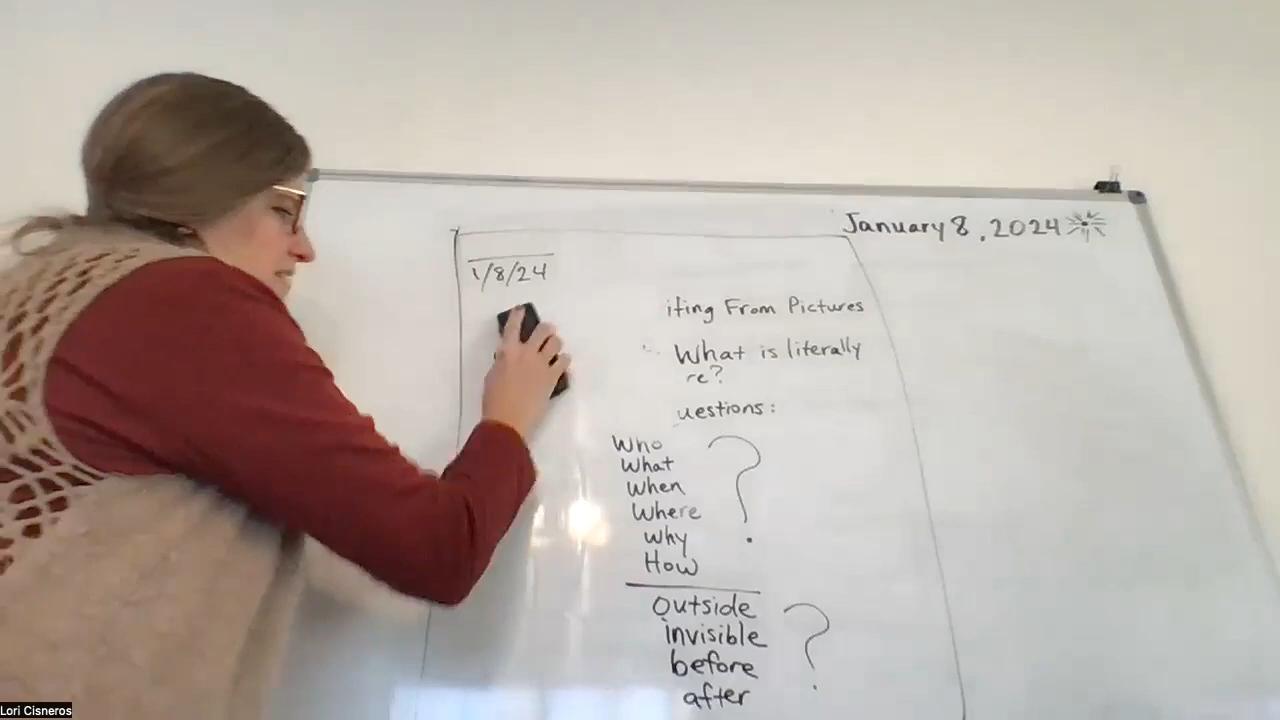 January 8, 2024
1/8/24
iting From Pictures
What is literally
re?
uestions:
Who
What
When
Where
Why
How
?
Outside
invisible
before
after
?
Lori Cisneros